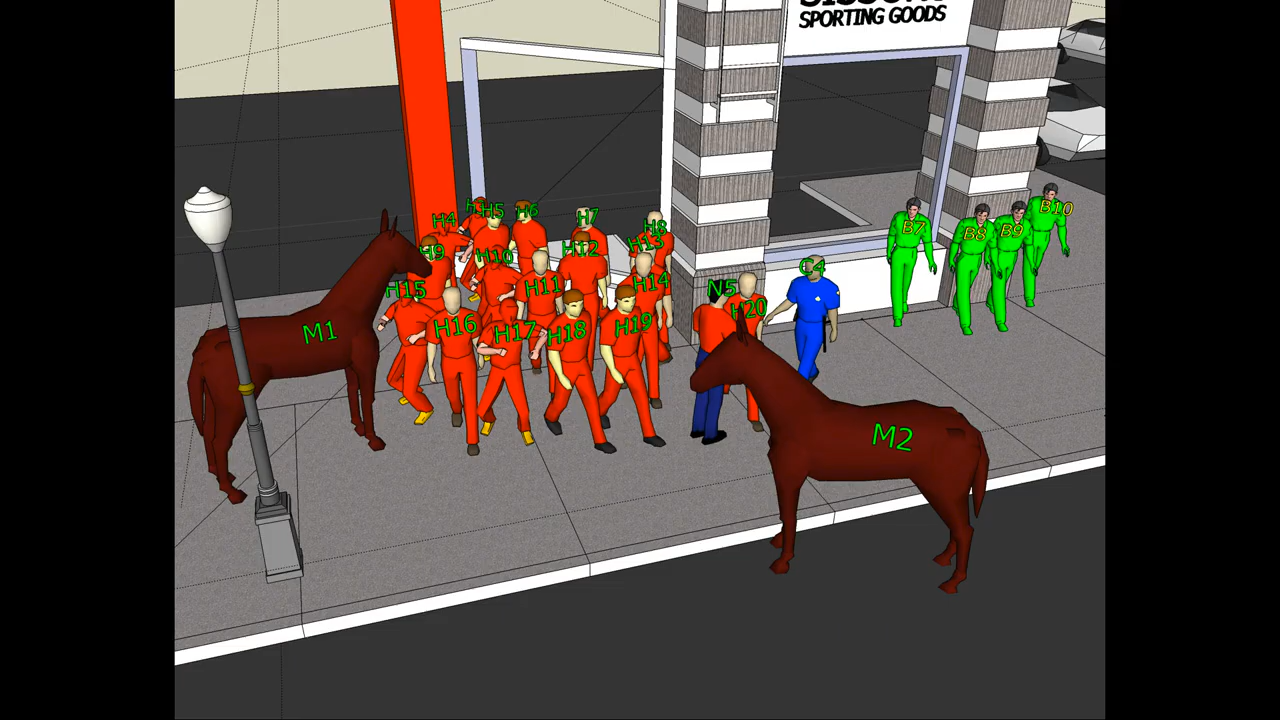 SPORTING GOODS
B10
H5
H6
H4
H7
H8
B7
B8
B9
H13
H12
H9
H10
C4
H15
H11
H14
N5
H20
M1
H16
H17
H18
H19
M2